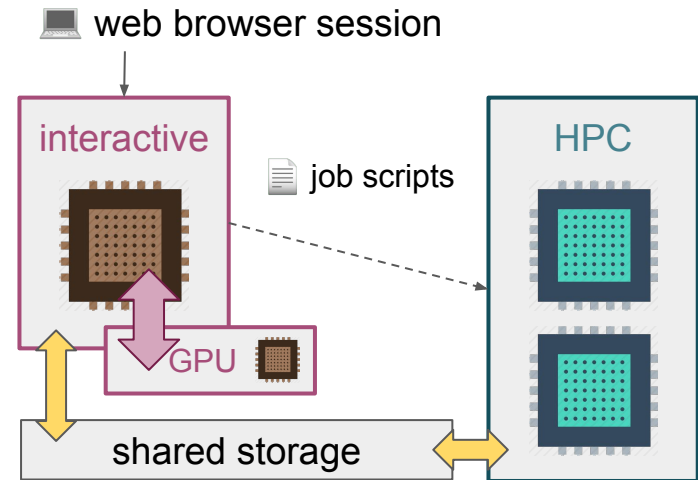 web browser session
interactive
HPC
job scripts
GPU
shared storage